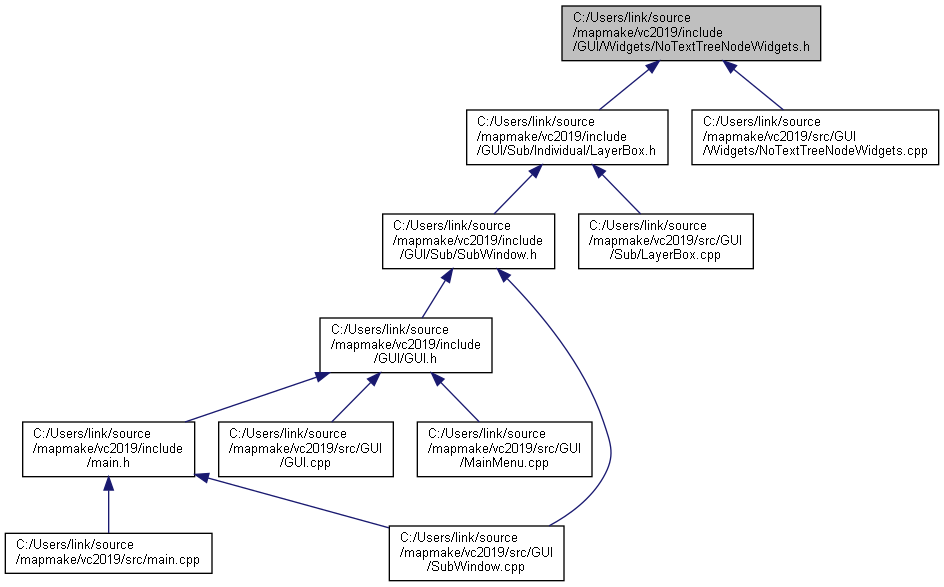 C:/Users/link/source
/mapmake/vc2019/include
/GUI/Widgets/NoTextTreeNodeWidgets.h
C:/Users/link/source
/mapmake/vc2019/include
/GUI/Sub/Individual/LayerBox.h
C:/Users/link/source
/mapmake/vc2019/src/GUI
/Widgets/NoTextTreeNodeWidgets.cpp
C:/Users/link/source
/mapmake/vc2019/include
/GUI/Sub/SubWindow.h
C:/Users/link/source
/mapmake/vc2019/src/GUI
/Sub/LayerBox.cpp
C:/Users/link/source
/mapmake/vc2019/include
/GUI/GUI.h
C:/Users/link/source
/mapmake/vc2019/include
/main.h
C:/Users/link/source
/mapmake/vc2019/src/GUI
/GUI.cpp
C:/Users/link/source
/mapmake/vc2019/src/GUI
/MainMenu.cpp
C:/Users/link/source
/mapmake/vc2019/src/main.cpp
C:/Users/link/source
/mapmake/vc2019/src/GUI
/SubWindow.cpp